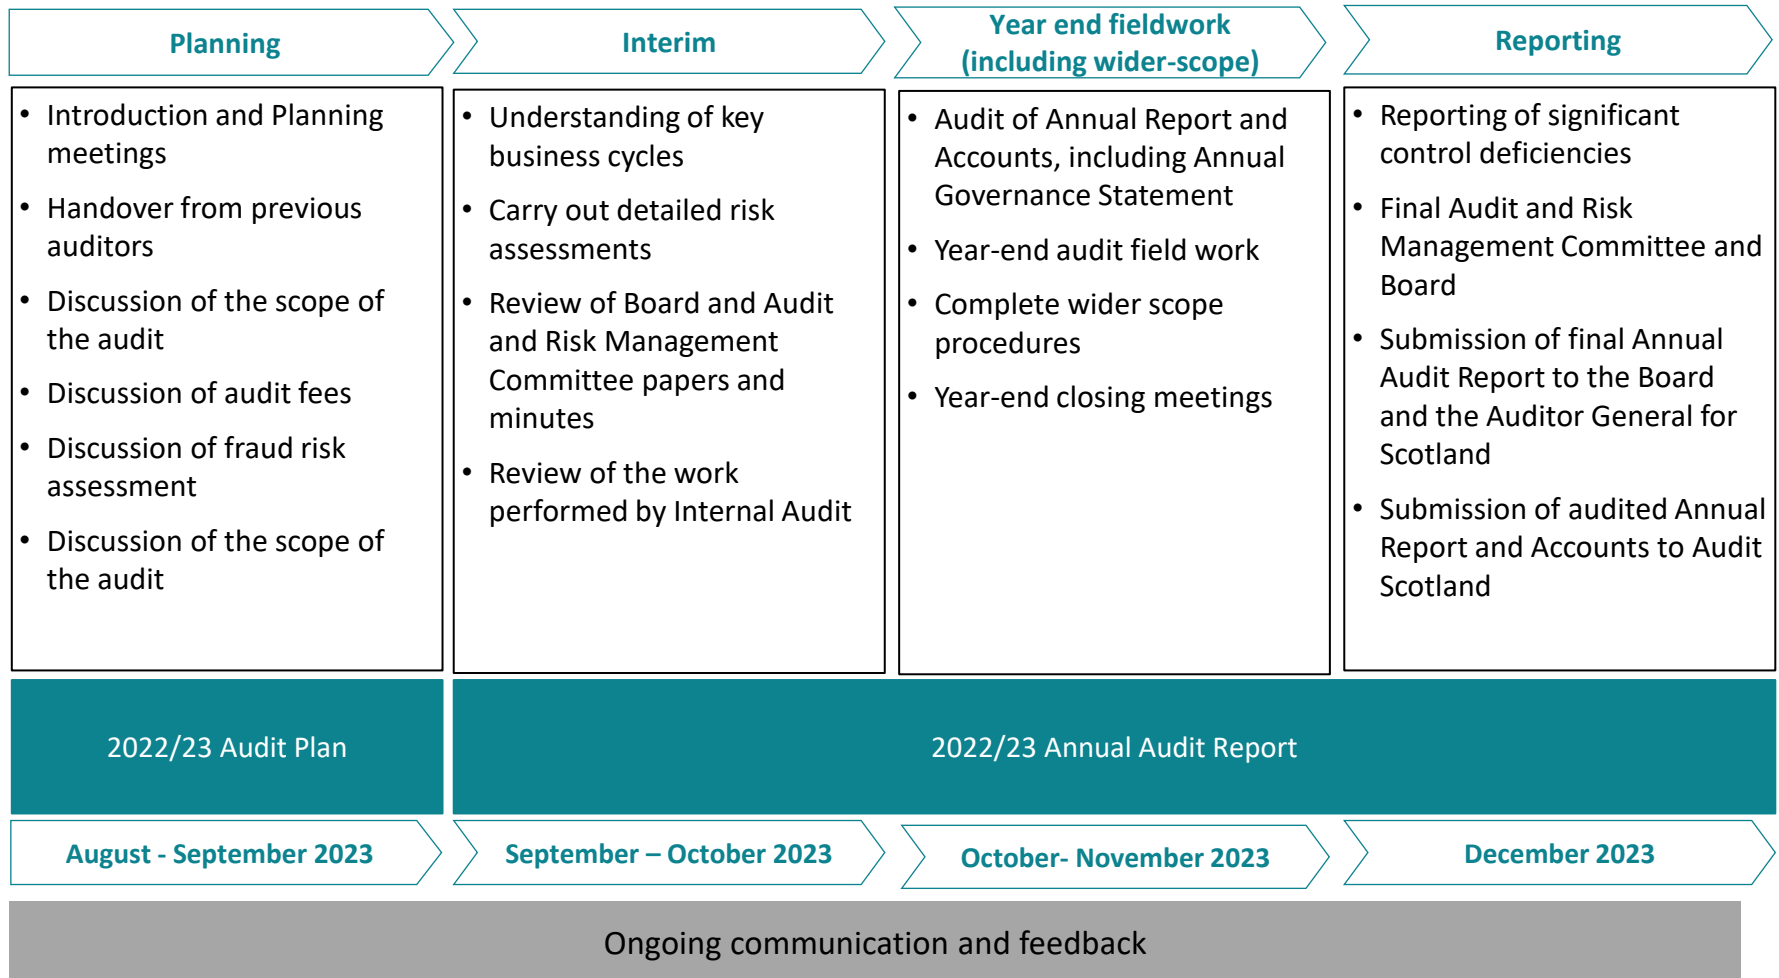 Planning
Interim
Year end fieldwork
(including wider-scope)
Reporting
• Introduction and Planning
meetings
• Handover from previous
auditors
• Discussion of the scope of
the audit
• Discussion of audit fees
• Discussion of fraud risk
assessment
• Discussion of the scope of
the audit
• Understanding of key
business cycles
• Carry out detailed risk
assessments
• Review of Board and Audit
and Risk Management
Committee papers and
minutes
• Review of the work
performed by Internal Audit
• Audit of Annual Report and
Accounts, including Annual
Governance Statement
• Year-end audit field work
• Complete wider scope
procedures
• Year-end closing meetings
• Reporting of significant
control deficiencies
• Final Audit and Risk
Management Committee and
Board
• Submission of final Annual
Audit Report to the Board
and the Auditor General for
Scotland
• Submission of audited Annual
Report and Accounts to Audit
Scotland
2022/23 Audit Plan
2022/23 Annual Audit Report
August - September 2023
September – October 2023
October- November 2023
December 2023
Ongoing communication and feedback